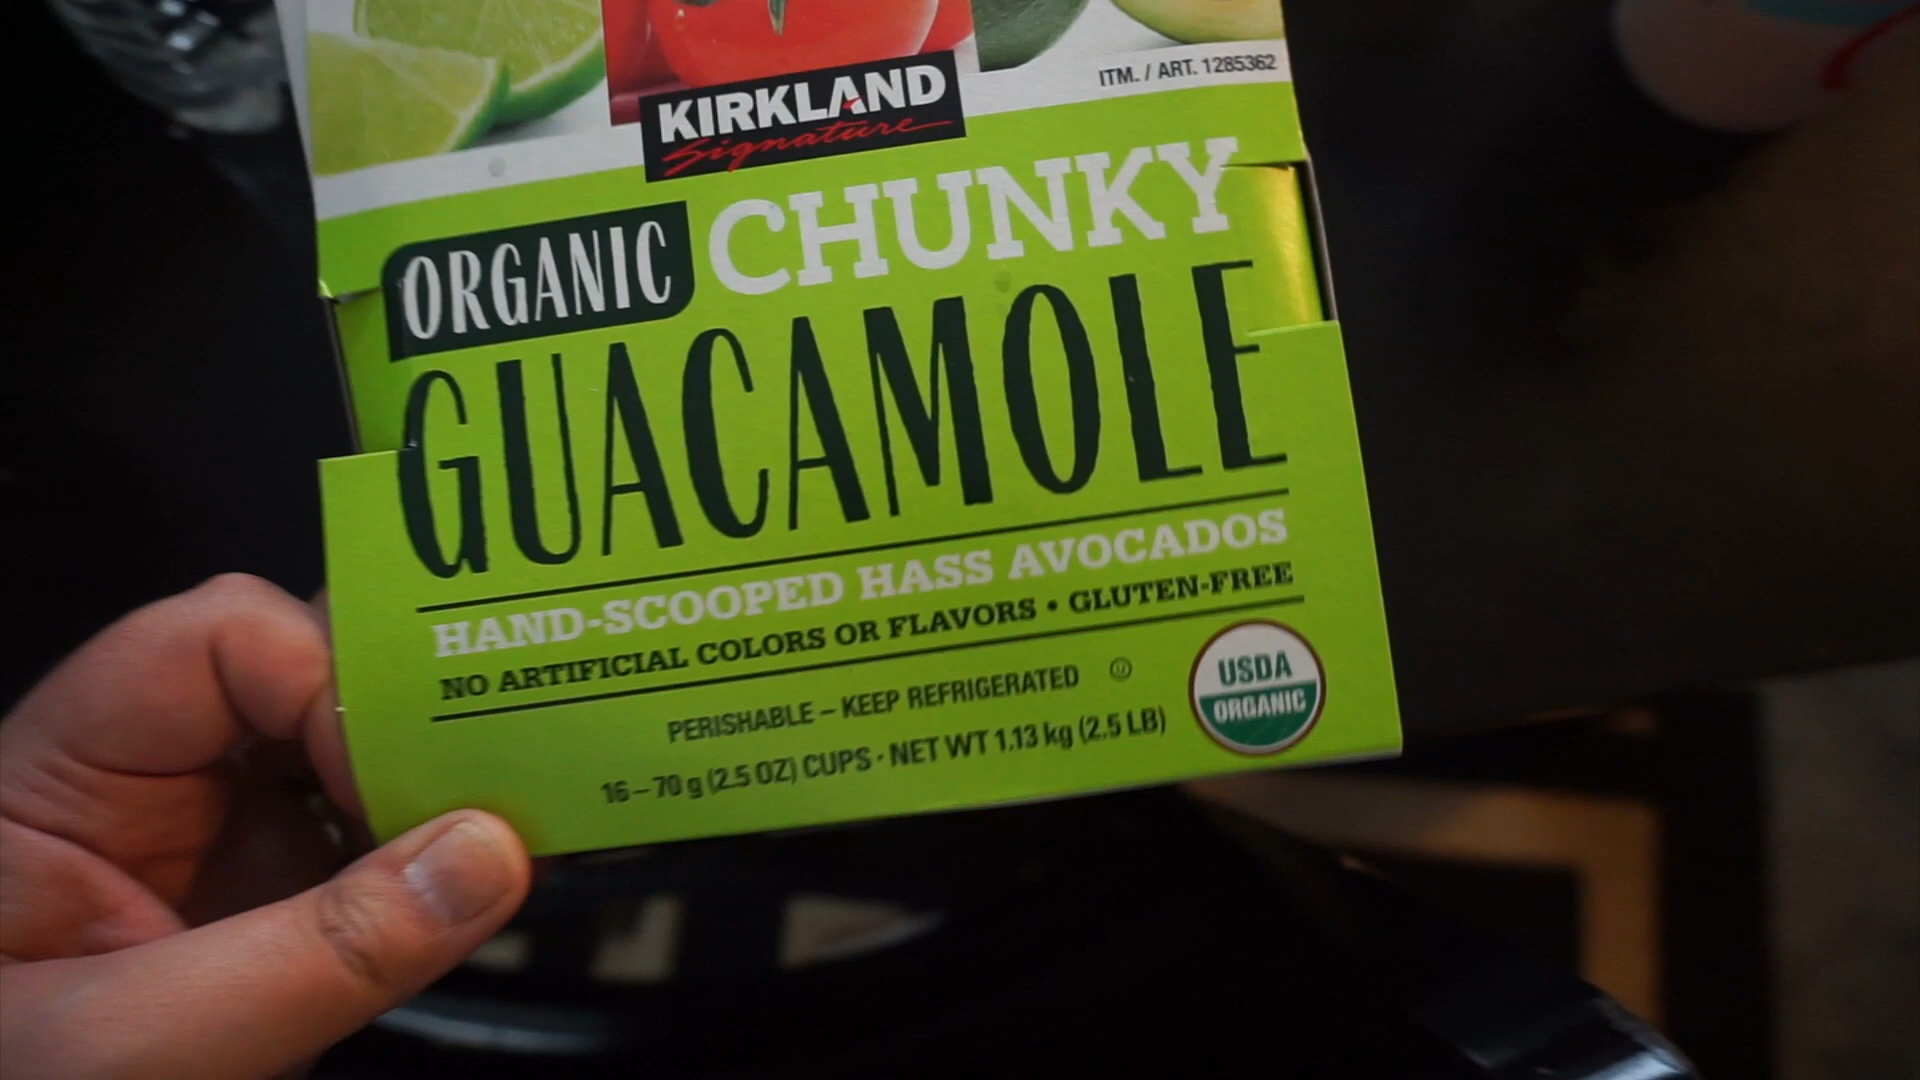 ITM. / ART. 1285362
KIRKLAND
Signature
ORGANIC CHUNKY
GUACAMOLE
HAND-SCOOPED HASS AVOCADOS
NO ARTIFICIAL COLORS OR FLAVORS • GLUTEN-FREE
PERISHABLE – KEEP REFRIGERATED Ⓤ
16 – 70 g (2.5 OZ) CUPS · NET WT 1.13 kg (2.5 LB)
USDA
ORGANIC